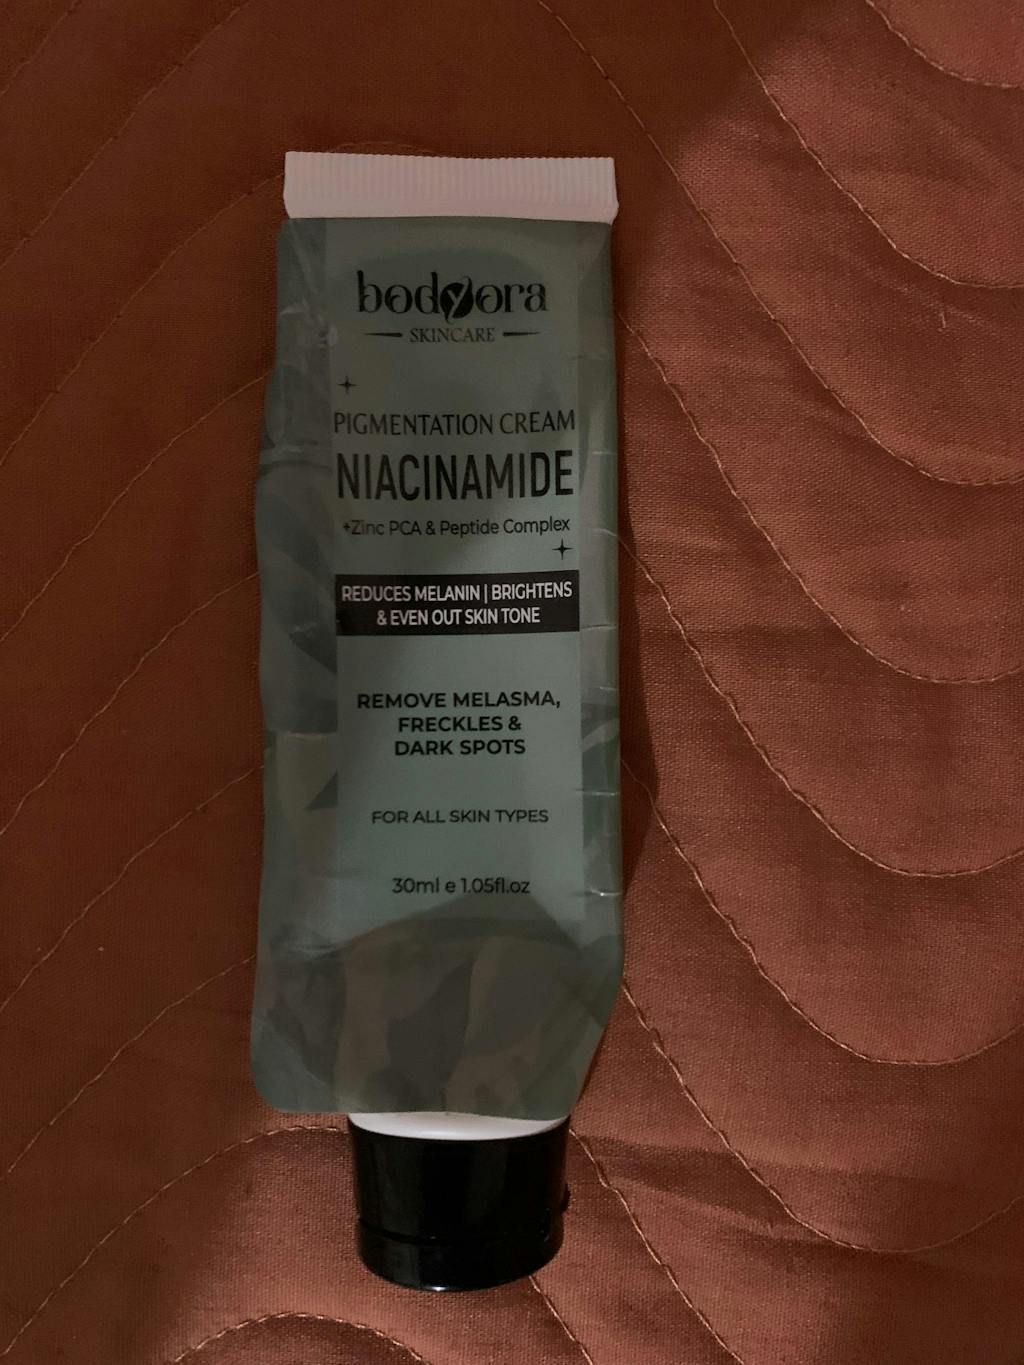 bodyora
SKINCARE
PIGMENTATION CREAM
NIACINAMIDE
+Zinc PCA & Peptide Complex
REDUCES MELANIN | BRIGHTENS
& EVEN OUT SKIN TONE
REMOVE MELASMA,
FRECKLES &
DARK SPOTS
FOR ALL SKIN TYPES
30ml e 1.05fl.oz